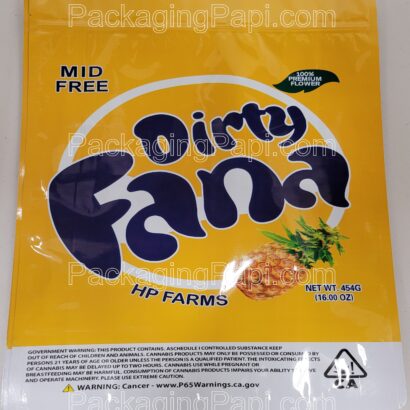 PackagingPapi.com
MID
FREE
100%
PREMIUM
FLOWER
Dirty
Fana
HP FARMS
NET WT. 454G
(16.00 OZ)
GOVERNMENT WARNING: THIS PRODUCT CONTAINS. ASCHEDULE I CONTROLLED SUBSTANCE KEEP
OUT OF REACH OF CHILDREN AND ANIMALS. CANNABIS PRODUCTS MAY ONLY BE POSSESSED OR CONSUMED BY
PERSONS 21 YEARS OF AGE OR OLDER UNLESS THE PERSON IS A QUALIFIED PATIENT. THE INTOXICATING EFFECTS
OF CANNABIS MAY BE DELAYED UP TO TWO HOURS. CANNABIS USE WHILE PREGNANT OR
BREASTFEEDING MAY BE HARMFUL. CONSUMPTION OF CANNABIS PRODUCTS IMPAIRS YOUR ABILITY TO DRIVE
AND OPERATE MACHINERY. PLEASE USE EXTREME CAUTION.
WARNING: Cancer - www.P65Warnings.ca.gov
CA